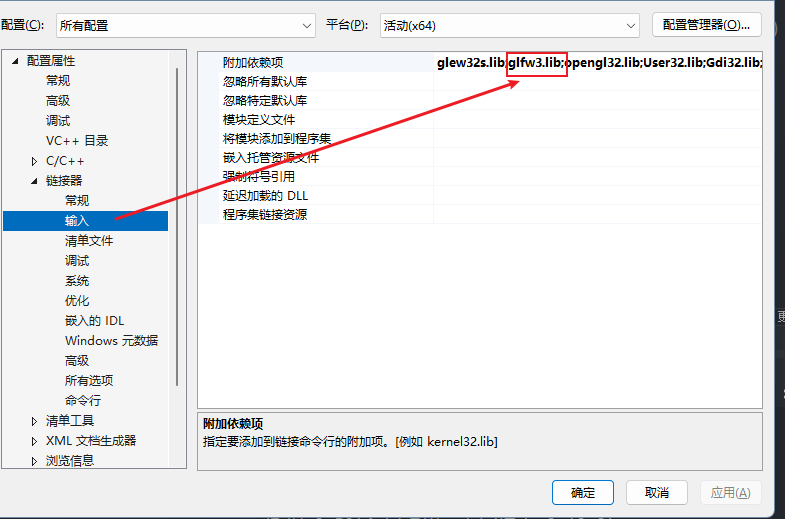 配置(C): 所有配置 平台(P): 活动(x64) 配置管理器(O)...
配置属性
常规
高级
调试
VC++ 目录
C/C++
链接器
常规
输入
清单文件
调试
系统
优化
嵌入的 IDL
Windows 元数据
高级
所有选项
命令行
清单工具
XML 文档生成器
浏览信息
附加依赖项 glew32s.lib;glfw3.lib;opengl32.lib;User32.lib;Gdi32.lib;
忽略所有默认库
忽略特定默认库
模块定义文件
将模块添加到程序集
嵌入托管资源文件
强制符号引用
延迟加载的 DLL
程序集链接资源
附加依赖项
指定要添加到链接命令行的附加项。[例如 kernel32.lib]
确定 取消 应用(A)